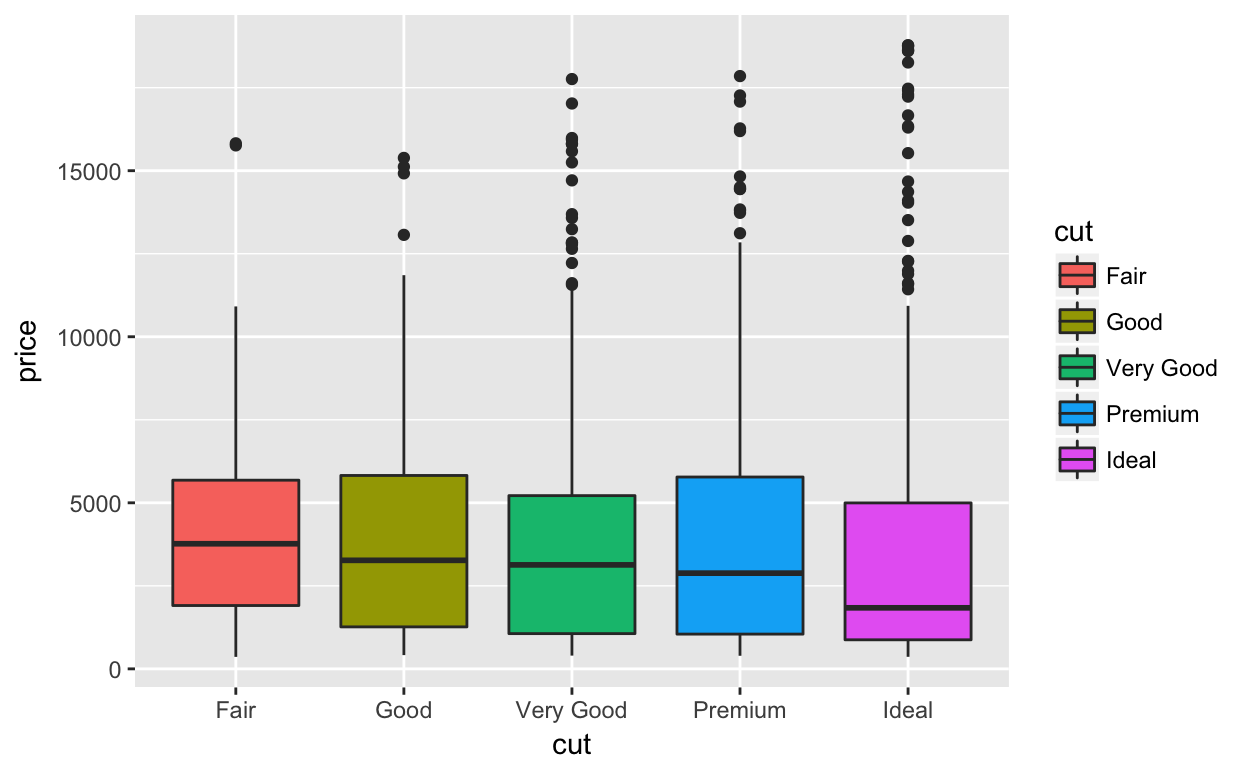 price
15000
10000
5000
0
Fair
Good
Very Good
Premium
Ideal
cut
cut
Fair
Good
Very Good
Premium
Ideal